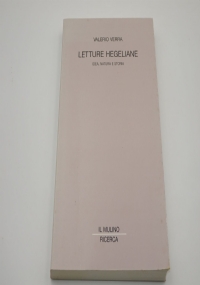 VALERIO VERRA
LETTURE HEGELIANE
IDEA, NATURA E STORIA
IL MULINO
RICERCA